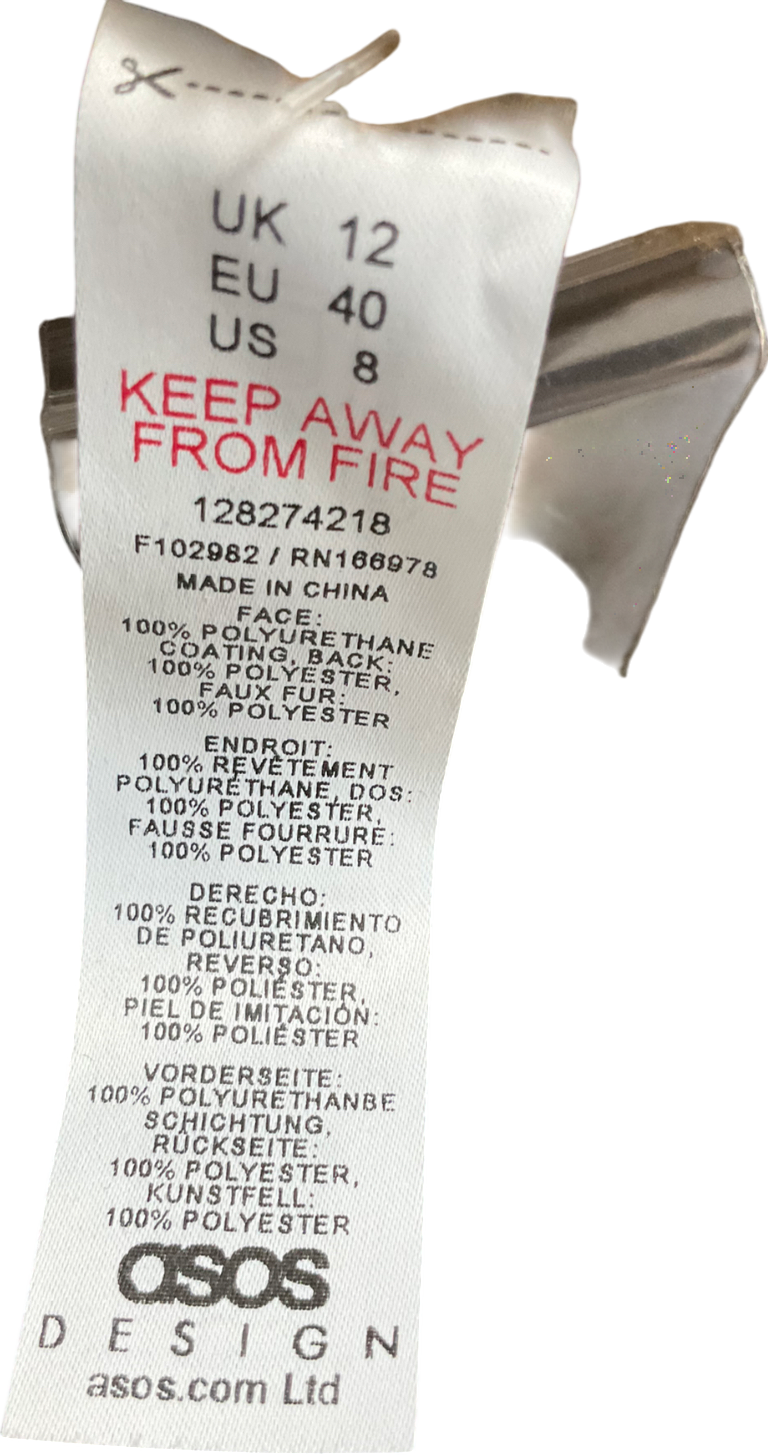 UK 12
EU 40
US 8
KEEP AWAY
FROM FIRE
128274218
F102982 / RN166978
MADE IN CHINA
FACE:
100% POLYURETHANE
COATING, BACK:
100% POLYESTER,
FAUX FUR:
100% POLYESTER
ENDROIT:
100% REVÊTEMENT
POLYURÉTHANE, DOS:
100% POLYESTER,
FAUSSE FOURRURE:
100% POLYESTER
DERECHO:
100% RECUBRIMIENTO
DE POLIURETANO,
REVERSO:
100% POLIÉSTER,
PIEL DE IMITACIÓN:
100% POLIÉSTER
VORDERSEITE:
100% POLYURETHANBE
SCHICHTUNG,
RÜCKSEITE:
100% POLYESTER,
KUNSTFELL:
100% POLYESTER
asos
DESIGN
asos.com Ltd